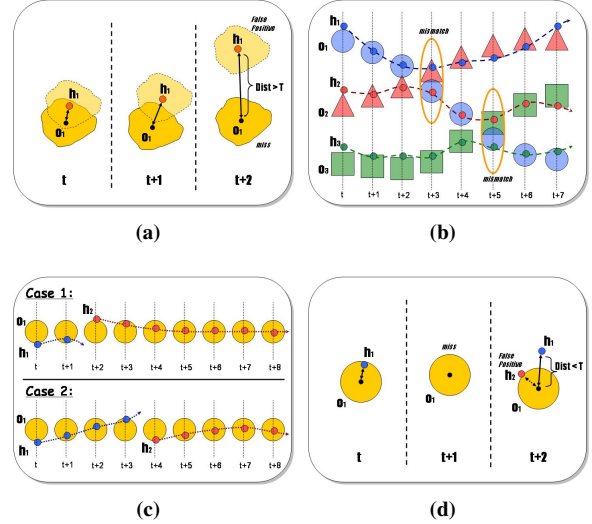 False
Positive
h₁
h₁
h₁
Dist > T
o₁
o₁
o₁
miss
t
t+1
t+2
(a)
h₁
mismatch
o₁
h₂
o₂
h₃
o₃
t
t+1
t+2
t+3
t+4
t+5
t+6
t+7
mismatch
(b)
Case 1:
h₂
o₁
h₁
t
t+1
t+2
t+3
t+4
t+5
t+6
t+7
t+8
Case 2:
o₁
h₁
h₂
t
t+1
t+2
t+3
t+4
t+5
t+6
t+7
t+8
(c)
miss
h₁
False
Positive
h₁
h₂
Dist < T
o₁
o₁
o₁
t
t+1
t+2
(d)